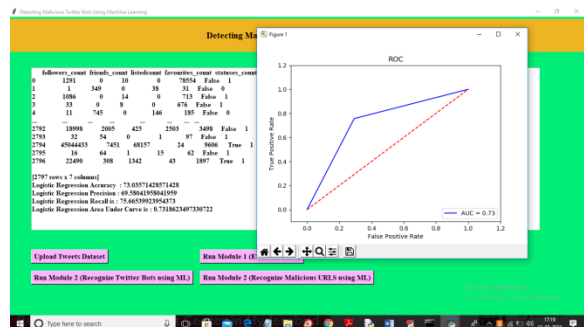 Detecting Malicious Twitter Bots Using Machine Learning
Detecting Ma
followers_count friends_count listedcount favourites_count statuses_count
0 1291 0 10 1 78554 False 1
1 1 349 0 38 31 False 0
2 1086 0 14 0 713 False 1
3 33 0 8 0 676 False 1
4 11 745 0 146 185 False 0
... ... ... ... ... ... ... ...
2792 18998 2005 425 2503 3498 False 1
2793 32 54 0 1 97 False 1
2794 45044433 7451 68157 24 9606 True 1
2795 16 64 1 15 62 False 1
2796 22490 308 1342 43 1897 True 1
[2797 rows x 7 columns]
Logistic Regression Accuracy : 73.03571428571428
Logistic Regression Precision : 69.58041958041959
Logistic Regression Recall is : 75.66539923954373
Logistic Regression Area Under Curve is : 0.7318623497330722
Upload Tweets Dataset
Run Module 1 (E
Run Module 2 (Recognize Twitter Bots using ML)
Run Module 2 (Recognize Malicious URLS using ML)
Figure 1
ROC
True Positive Rate
1.2
1.0
0.8
0.6
0.4
0.2
0.0
0.0 0.2 0.4 0.6 0.8 1.0 1.2
False Positive Rate
AUC = 0.73
Type here to search
17:19